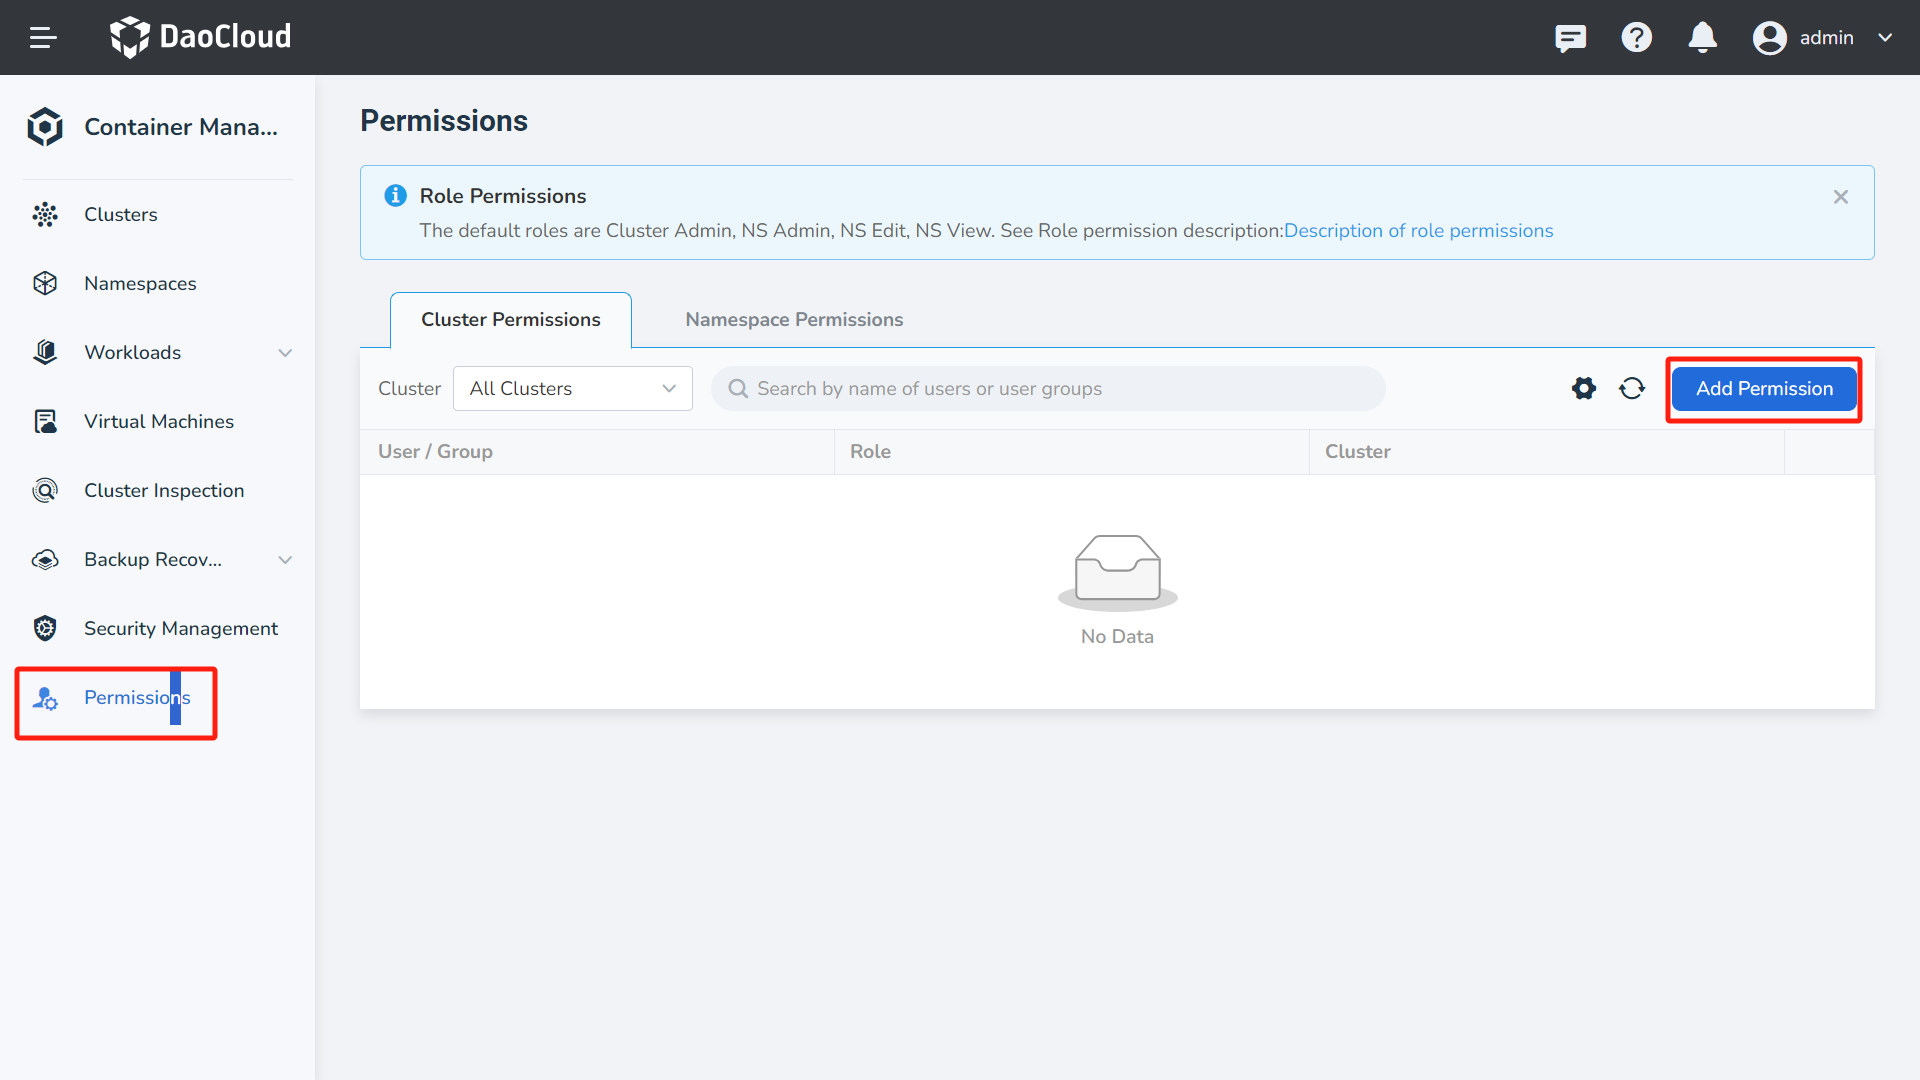 DaoCloud
admin
Container Mana...
Clusters
Namespaces
Workloads
Virtual Machines
Cluster Inspection
Backup Recov...
Security Management
Permissions
Permissions
Role Permissions
The default roles are Cluster Admin, NS Admin, NS Edit, NS View. See Role permission description:Description of role permissions
Cluster Permissions
Namespace Permissions
Cluster
All Clusters
Search by name of users or user groups
Add Permission
User / Group
Role
Cluster
No Data